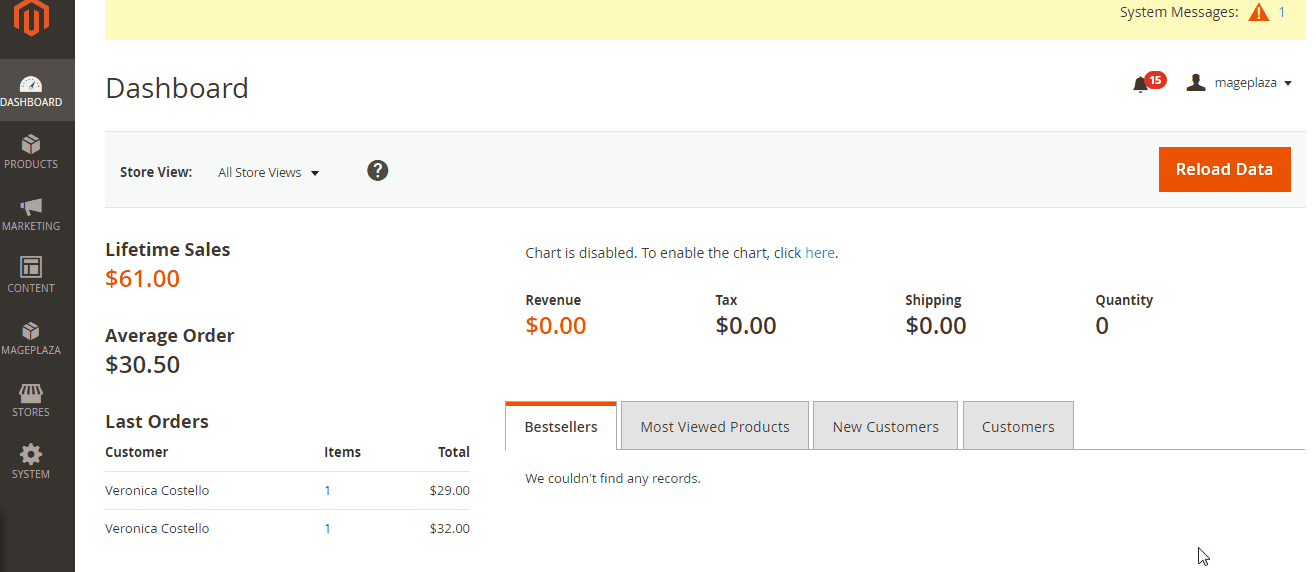 System Messages: 1
Dashboard
15
mageplaza
DASHBOARD
PRODUCTS
MARKETING
CONTENT
MAGEPLAZA
STORES
SYSTEM
Store View: All Store Views ?
Reload Data
Lifetime Sales
$61.00
Average Order
$30.50
Last Orders
Customer Items Total
Veronica Costello 1 $29.00
Veronica Costello 1 $32.00
Chart is disabled. To enable the chart, click here.
Revenue Tax Shipping Quantity
$0.00 $0.00 $0.00 0
Bestsellers Most Viewed Products New Customers Customers
We couldn't find any records.